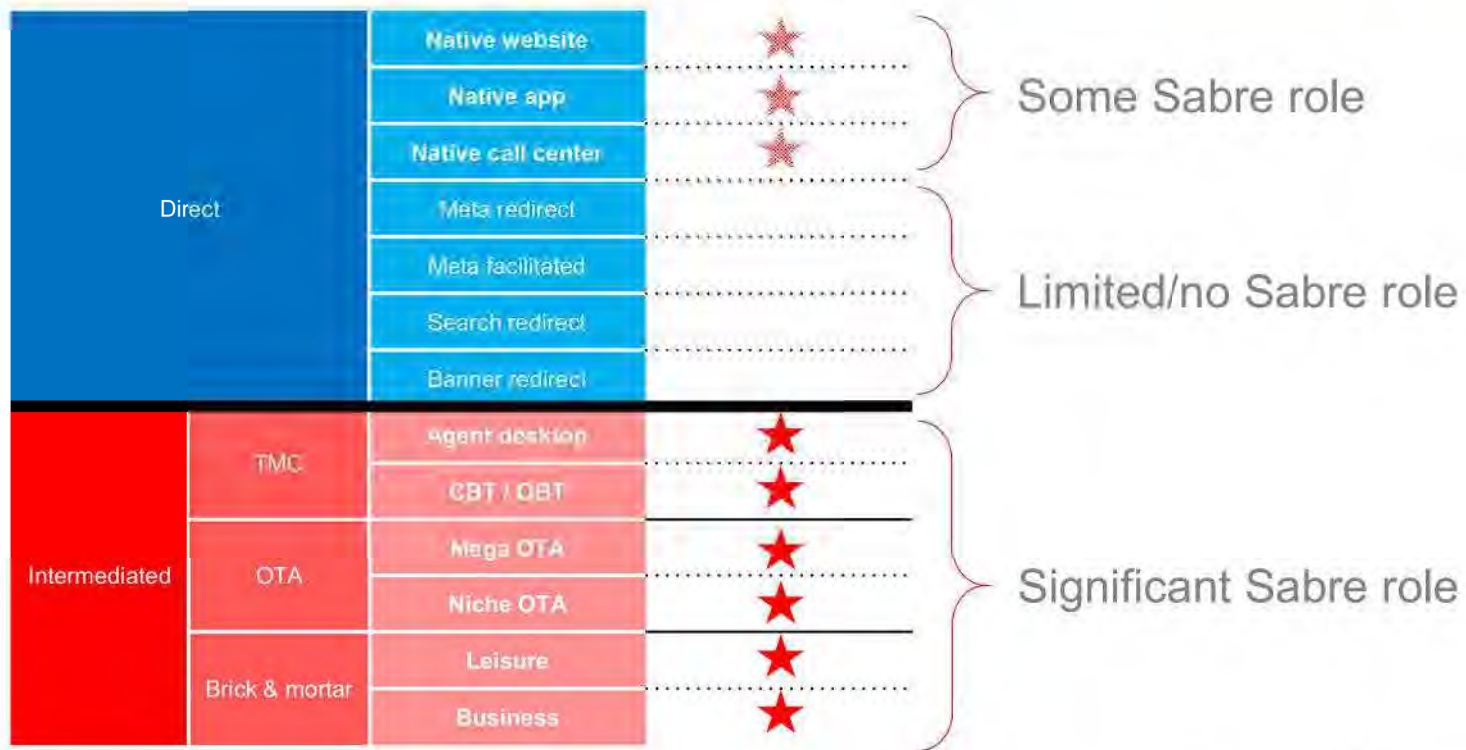 Direct
Native website
Native app
Native call center
Meta redirect
Meta facilitated
Search redirect
Banner redirect
Some Sabre role
Limited/no Sabre role
Intermediated
TMC
Agent desktop
CBT / OBT
OTA
Mega OTA
Niche OTA
Brick & mortar
Leisure
Business
Significant Sabre role